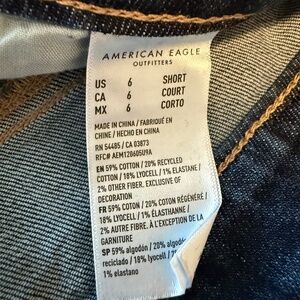 AMERICAN EAGLE
OUTFITTERS
US 6 SHORT
CA 6 COURT
MX 6 CORTO
MADE IN CHINA / FABRIQUÉ EN
CHINE / HECHO EN CHINA
RN 54485 / CA 03873
RFC# AEM120605U9A
EN 59% COTTON / 20% RECYCLED
COTTON / 18% LYOCELL / 1% ELASTANE /
2% OTHER FIBER. EXCLUSIVE OF
DECORATION
FR 59% COTON / 20% COTON RÉGÉNÉRÉ /
18% LYOCELL / 1% ÉLASTHANNE /
2% AUTRE FIBRE. À L'EXCEPTION DE LA
GARNITURE
SP 59% algodón / 20% algodó
reciclado / 18% lyocell / 1
1% elastano